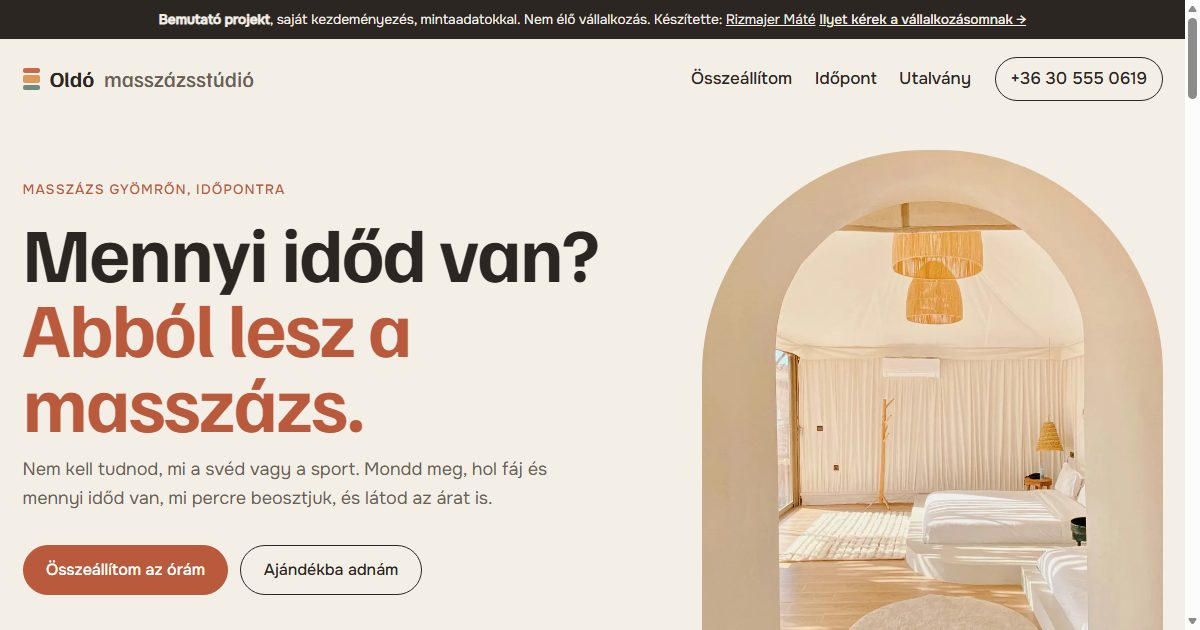 Bemutató projekt, saját kezdeményezés, mintaadatokkal. Nem élő vállalkozás. Készítette: Rizmajer Máté Ilyet kérek a vállalkozásomnak →
Oldó masszázsstúdió
Összeállítom
Időpont
Utalvány
+36 30 555 0619
MASSZÁZS GYÖMRŐN, IDŐPONTRA
Mennyi időd van?
Abból lesz a
masszázs.
Nem kell tudnod, mi a svéd vagy a sport. Mondd meg, hol fáj és
mennyi időd van, mi percre beosztjuk, és látod az árat is.
Összeállítom az órám
Ajándékba adnám